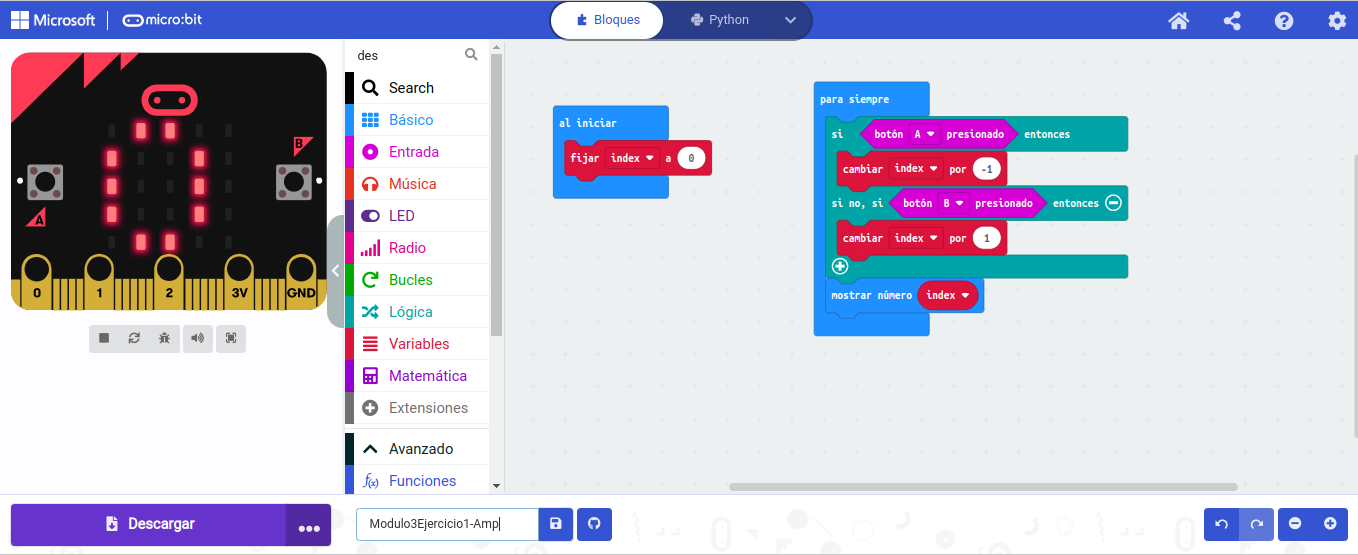 Microsoft
micro:bit
Bloques
Python
B
A
0 1 2 3V GND
des
Search
Básico
Entrada
Música
LED
Radio
Bucles
Lógica
Variables
Matemática
Extensiones
Avanzado
f(x) Funciones
al iniciar
fijar index a 0
para siempre
si botón A presionado entonces
cambiar index por -1
si no, si botón B presionado entonces
cambiar index por 1
mostrar número index
Descargar
Modulo3Ejercicio1-Amp